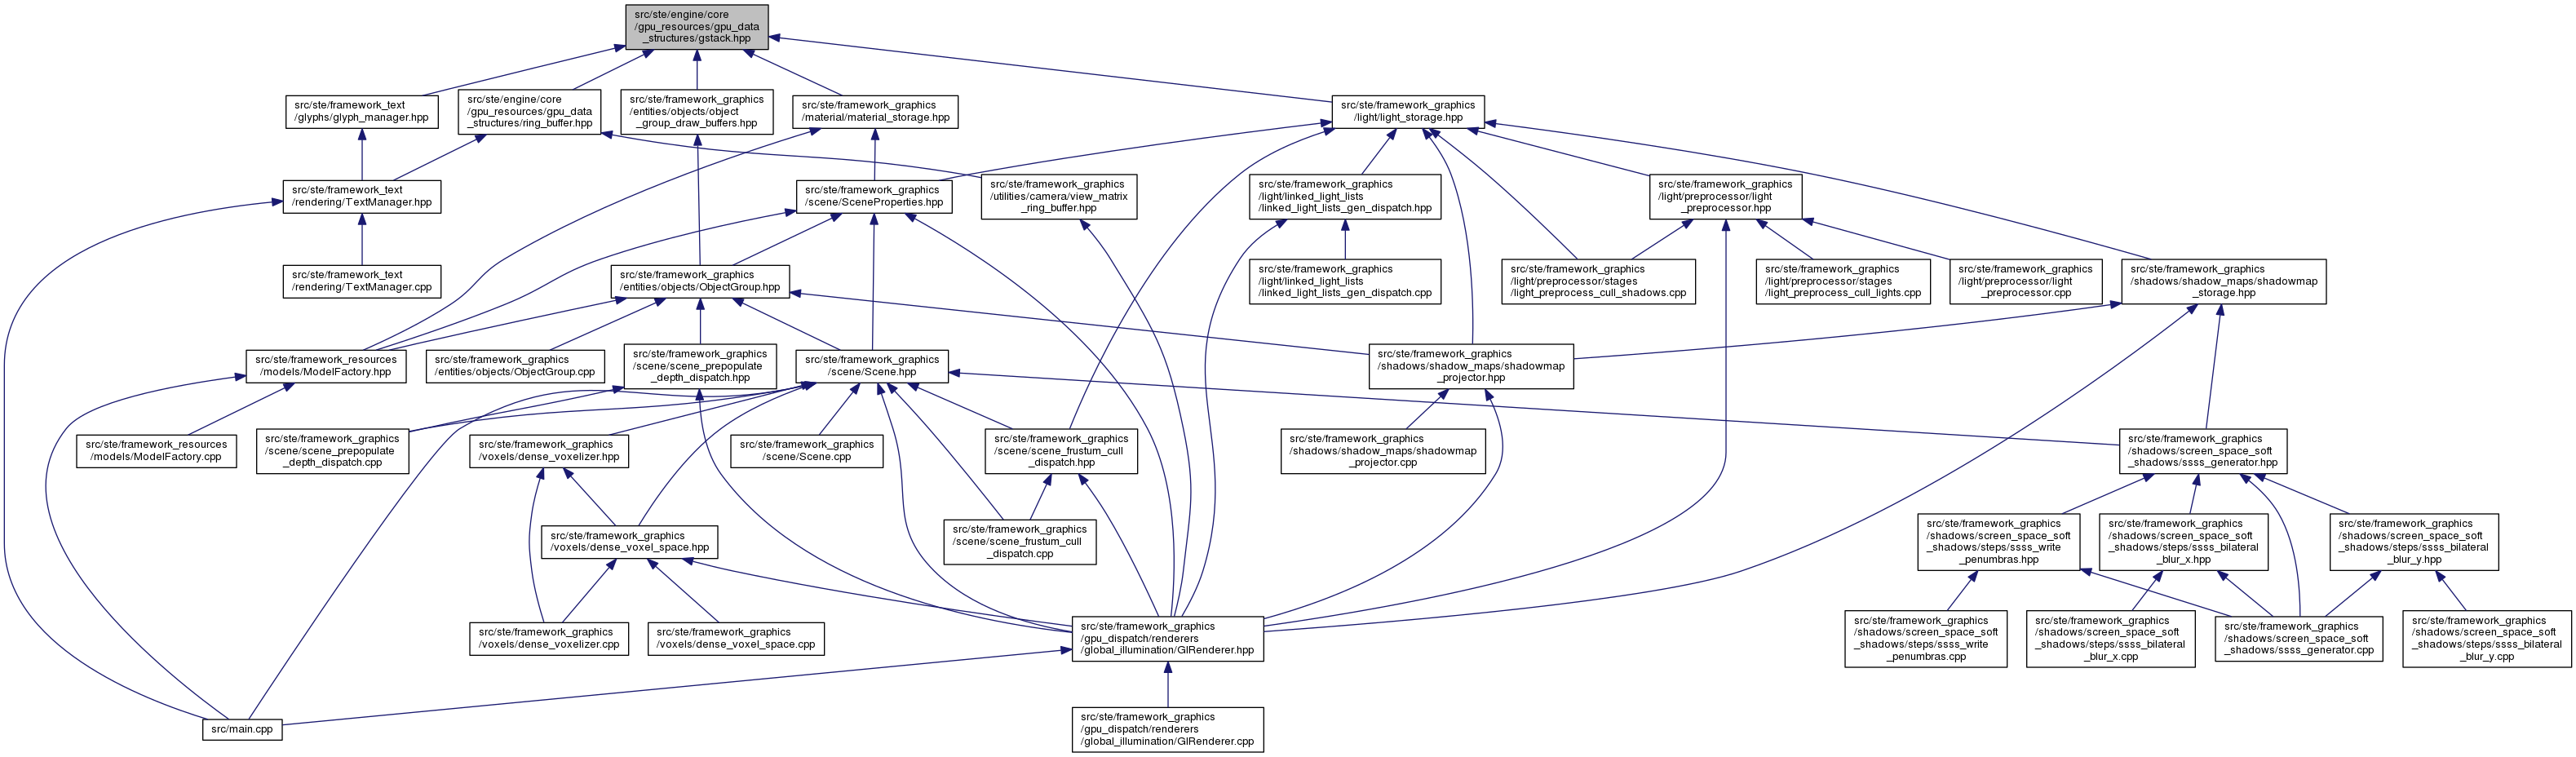 src/ste/engine/core
/gpu_resources/gpu_data
_structures/gstack.hpp
src/ste/framework_text
/glyphs/glyph_manager.hpp
src/ste/engine/core
/gpu_resources/gpu_data
_structures/ring_buffer.hpp
src/ste/framework_graphics
/entities/objects/object
_group_draw_buffers.hpp
src/ste/framework_graphics
/material/material_storage.hpp
src/ste/framework_graphics
/light/light_storage.hpp
src/ste/framework_text
/rendering/TextManager.hpp
src/ste/framework_graphics
/scene/SceneProperties.hpp
src/ste/framework_graphics
/utilities/camera/view_matrix
_ring_buffer.hpp
src/ste/framework_graphics
/light/linked_light_lists
/linked_light_lists_gen_dispatch.hpp
src/ste/framework_graphics
/light/preprocessor/light
_preprocessor.hpp
src/ste/framework_text
/rendering/TextManager.cpp
src/ste/framework_graphics
/entities/objects/ObjectGroup.hpp
src/ste/framework_graphics
/light/linked_light_lists
/linked_light_lists_gen_dispatch.cpp
src/ste/framework_graphics
/light/preprocessor/stages
/light_preprocess_cull_shadows.cpp
src/ste/framework_graphics
/light/preprocessor/stages
/light_preprocess_cull_lights.cpp
src/ste/framework_graphics
/light/preprocessor/light
_preprocessor.cpp
src/ste/framework_graphics
/shadows/shadow_maps/shadowmap
_storage.hpp
src/ste/framework_resources
/models/ModelFactory.hpp
src/ste/framework_graphics
/entities/objects/ObjectGroup.cpp
src/ste/framework_graphics
/scene/scene_prepopulate
_depth_dispatch.hpp
src/ste/framework_graphics
/scene/Scene.hpp
src/ste/framework_graphics
/shadows/shadow_maps/shadowmap
_projector.hpp
src/ste/framework_resources
/models/ModelFactory.cpp
src/ste/framework_graphics
/scene/scene_prepopulate
_depth_dispatch.cpp
src/ste/framework_graphics
/voxels/dense_voxelizer.hpp
src/ste/framework_graphics
/scene/Scene.cpp
src/ste/framework_graphics
/scene/scene_frustum_cull
_dispatch.hpp
src/ste/framework_graphics
/shadows/shadow_maps/shadowmap
_projector.cpp
src/ste/framework_graphics
/shadows/screen_space_soft
_shadows/ssss_generator.hpp
src/ste/framework_graphics
/voxels/dense_voxel_space.hpp
src/ste/framework_graphics
/scene/scene_frustum_cull
_dispatch.cpp
src/ste/framework_graphics
/shadows/screen_space_soft
_shadows/steps/ssss_write
_penumbras.hpp
src/ste/framework_graphics
/shadows/screen_space_soft
_shadows/steps/ssss_bilateral
_blur_x.hpp
src/ste/framework_graphics
/shadows/screen_space_soft
_shadows/steps/ssss_bilateral
_blur_y.hpp
src/ste/framework_graphics
/voxels/dense_voxelizer.cpp
src/ste/framework_graphics
/voxels/dense_voxel_space.cpp
src/ste/framework_graphics
/gpu_dispatch/renderers
/global_illumination/GIRenderer.hpp
src/ste/framework_graphics
/shadows/screen_space_soft
_shadows/steps/ssss_write
_penumbras.cpp
src/ste/framework_graphics
/shadows/screen_space_soft
_shadows/steps/ssss_bilateral
_blur_x.cpp
src/ste/framework_graphics
/shadows/screen_space_soft
_shadows/ssss_generator.cpp
src/ste/framework_graphics
/shadows/screen_space_soft
_shadows/steps/ssss_bilateral
_blur_y.cpp
src/main.cpp
src/ste/framework_graphics
/gpu_dispatch/renderers
/global_illumination/GIRenderer.cpp